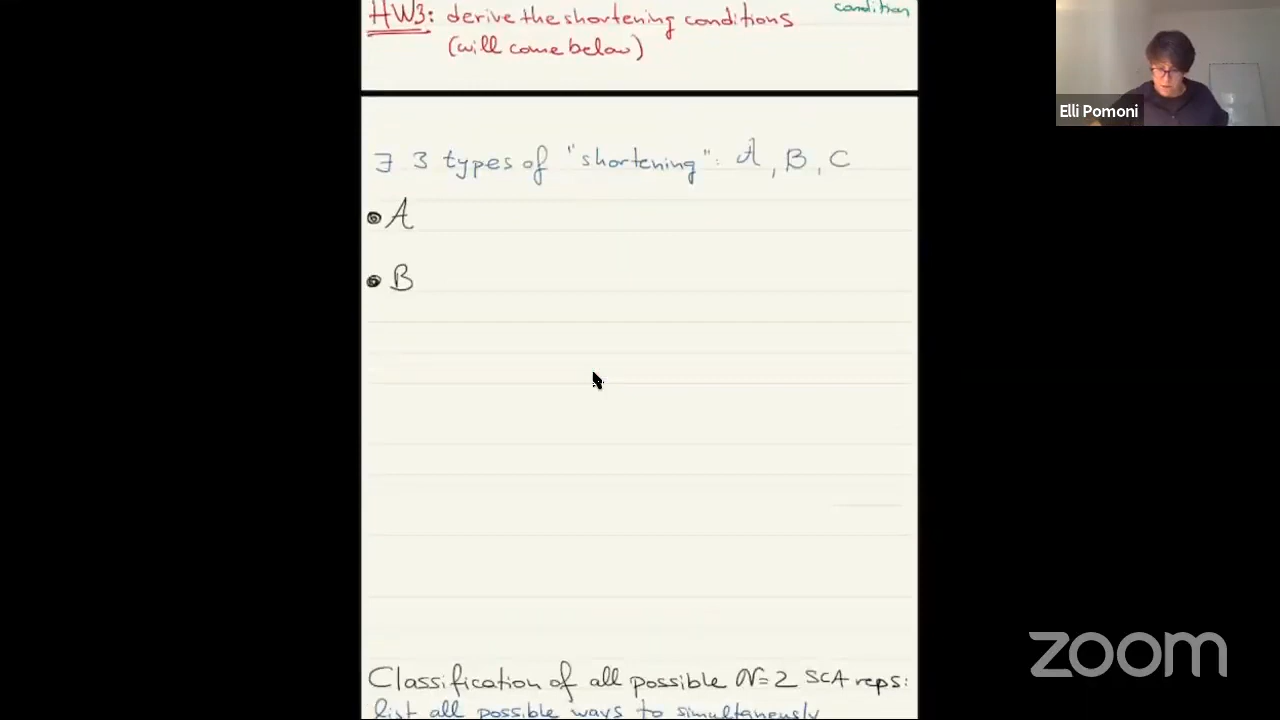 HW3: derive the shortening conditions
condition
(will come below)
Elli Pomoni
∃ 3 types of "shortening": A, B, C
• A
• B
zoom
Classification of all possible N=2 SCA reps:
list all possible ways to simultanensly